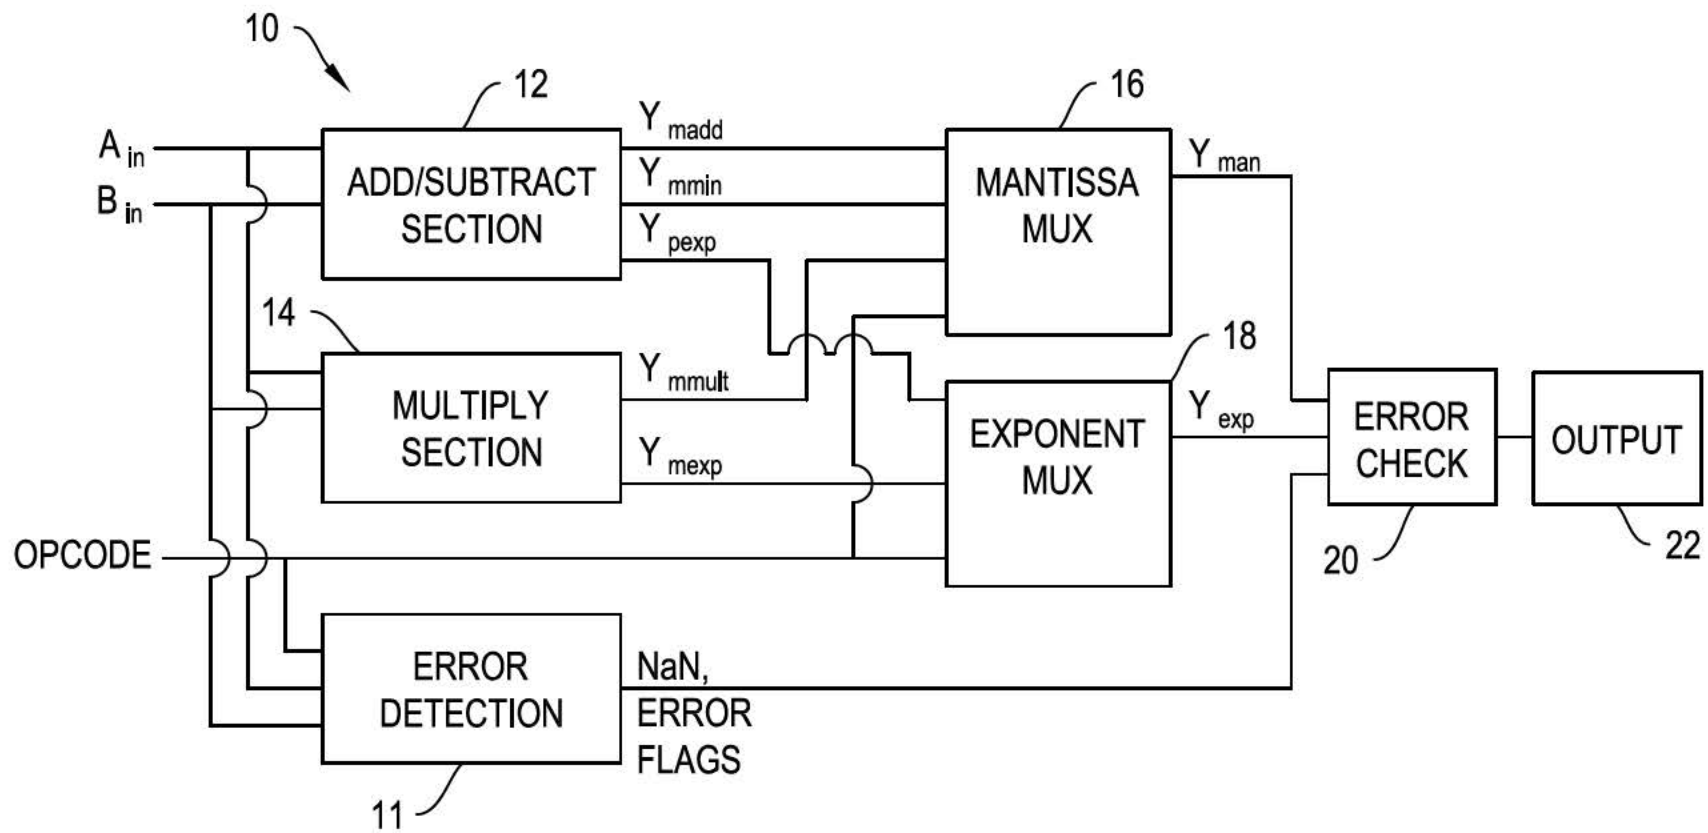 10
12
16
A in
B in
ADD/SUBTRACT
SECTION
Y madd
Y mmin
Y pexp
MANTISSA
MUX
Y man
14
18
MULTIPLY
SECTION
Y mmult
Y mexp
EXPONENT
MUX
Y exp
ERROR
CHECK
OUTPUT
20
22
OPCODE
ERROR
DETECTION
NaN,
ERROR
FLAGS
11